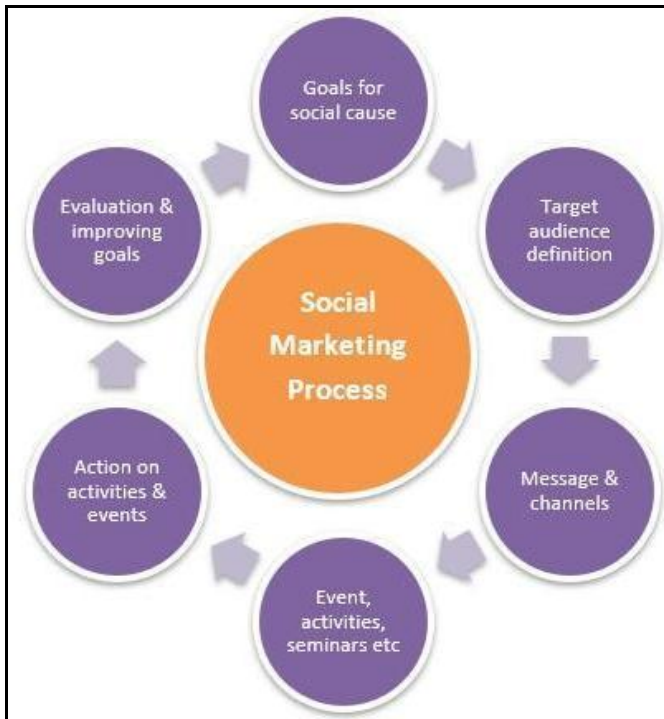 Goals for
social cause
Target
audience
definition
Message &
channels
Event,
activities,
seminars etc
Action on
activities &
events
Evaluation &
improving
goals
Social
Marketing
Process